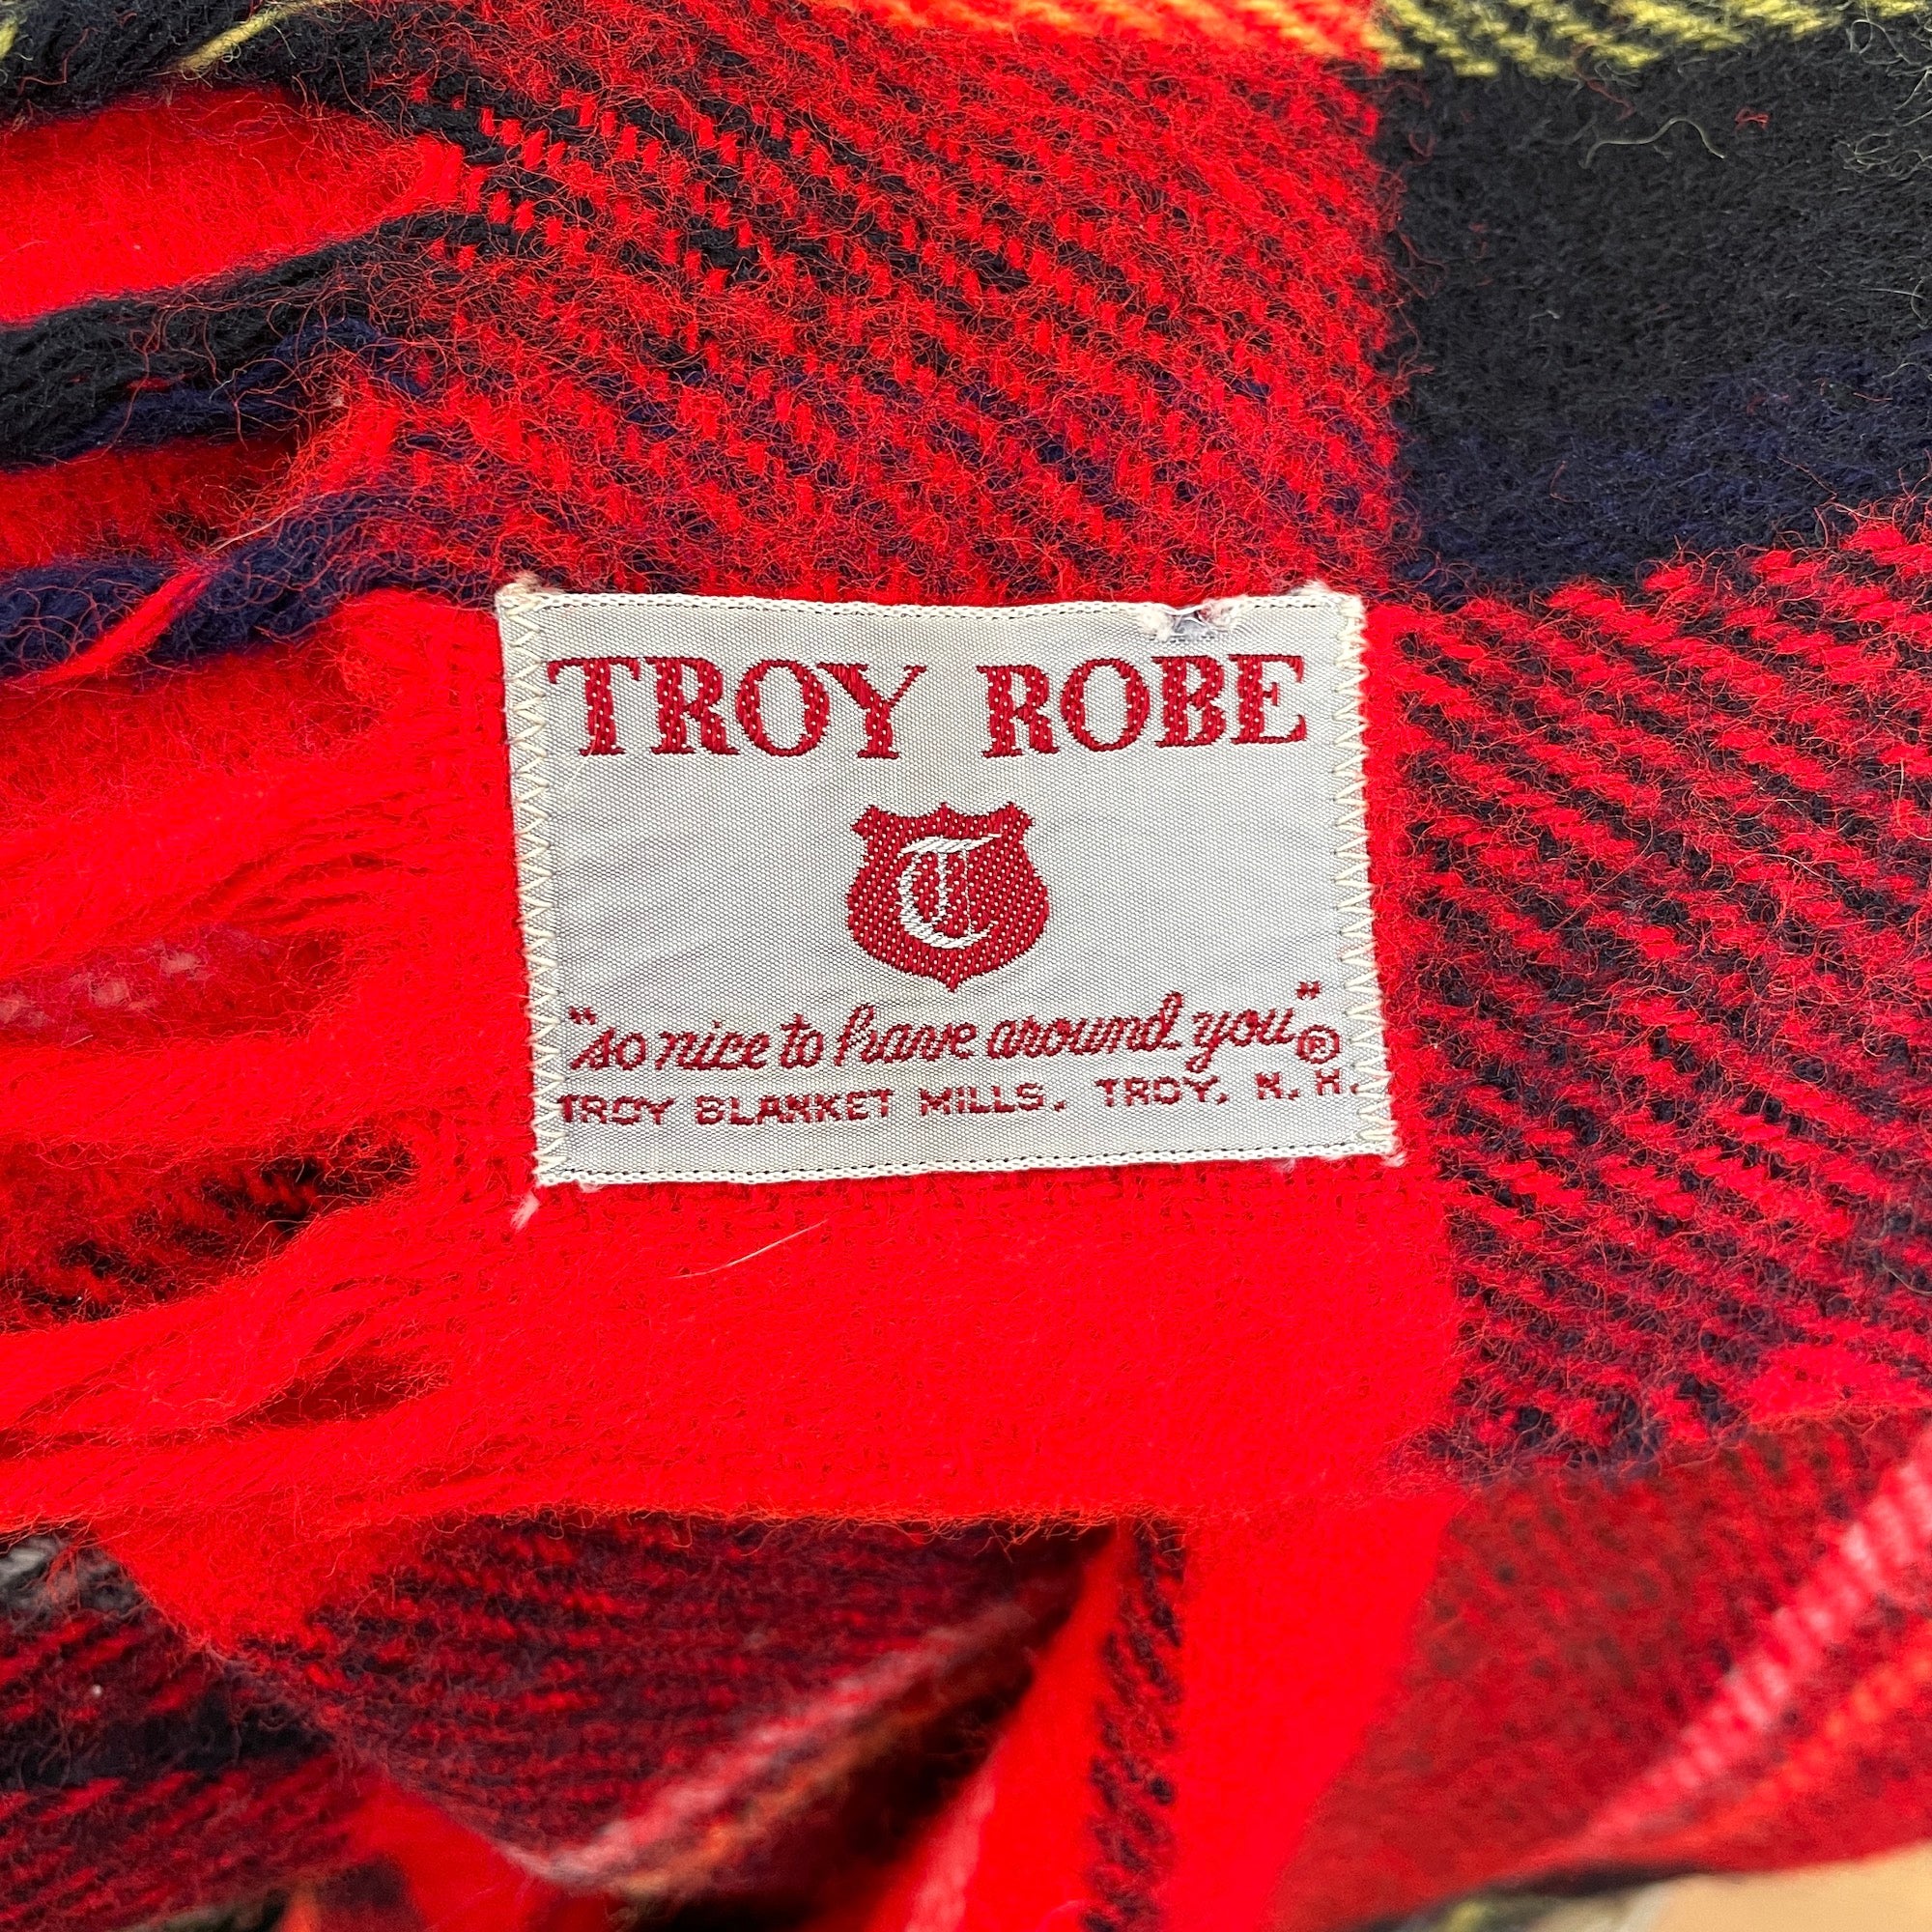 TROY ROBE
T
"so nice to have around you"®
TROY BLANKET MILLS. TROY, N. H.